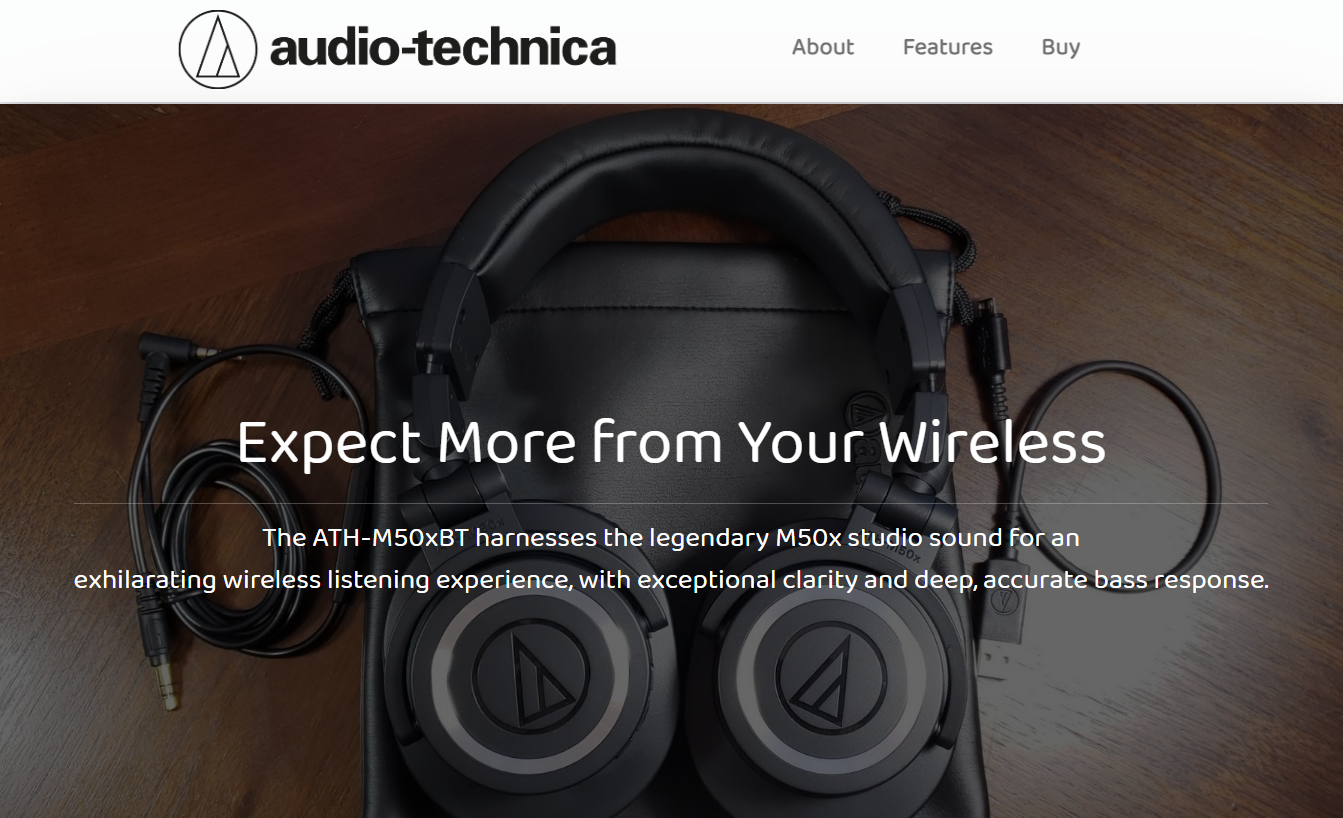 audio-technica
About
Features
Buy
Expect More from Your Wireless
The ATH-M50xBT harnesses the legendary M50x studio sound for an
exhilarating wireless listening experience, with exceptional clarity and deep, accurate bass response.
M50x